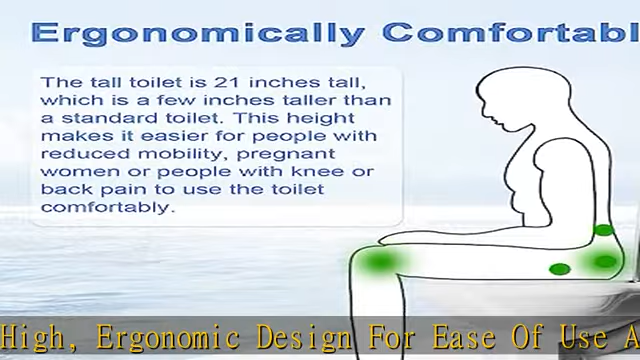 Ergonomically Comfortabl
The tall toilet is 21 inches tall,
which is a few inches taller than
a standard toilet. This height
makes it easier for people with
reduced mobility, pregnant
women or people with knee or
back pain to use the toilet
comfortably.
High, Ergonomic Design For Ease Of Use A